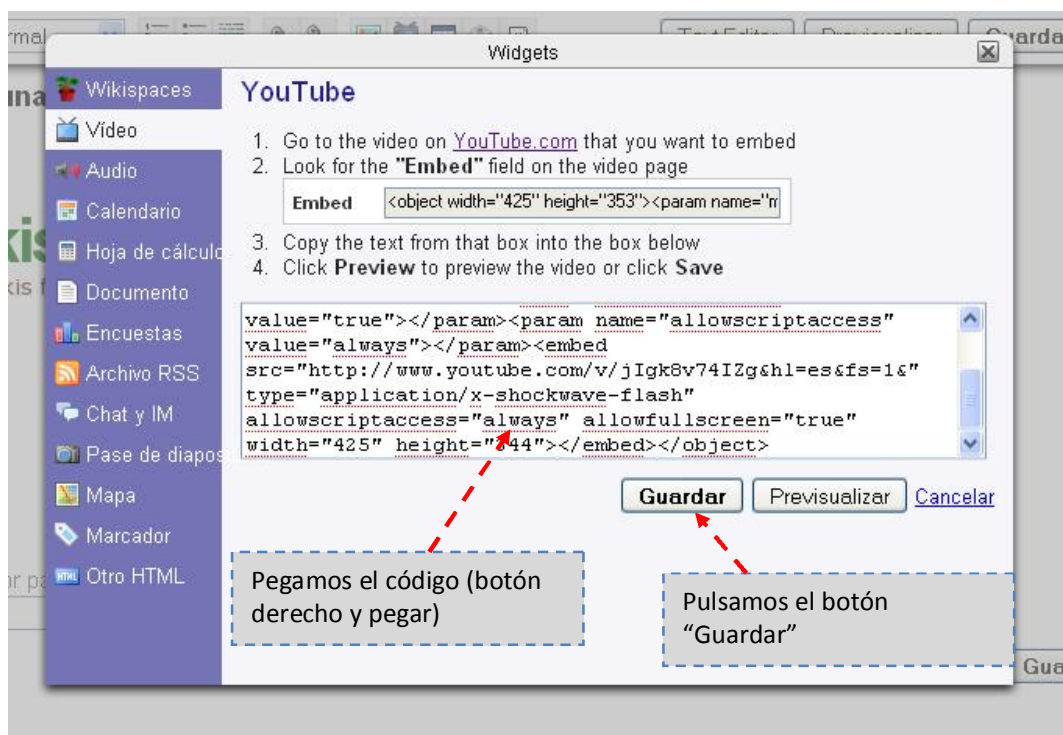 Widgets
Wikispaces
Vídeo
Audio
Calendario
Hoja de cálculo
Documento
Encuestas
Archivo RSS
Chat y IM
Pase de diapos
Mapa
Marcador
Otro HTML
YouTube
1. Go to the video on YouTube.com that you want to embed
2. Look for the "Embed" field on the video page
Embed <object width="425" height="353"><param name="m
3. Copy the text from that box into the box below
4. Click Preview to preview the video or click Save
value="true"></param><param name="allowscriptaccess"
value="always"></param><embed
src="http://www.youtube.com/v/jIgk8v74IZg&hl=es&fs=1&"
type="application/x-shockwave-flash"
allowscriptaccess="always" allowfullscreen="true"
width="425" height="344"></embed></object>
Guardar Previsualizar Cancelar
Pegamos el código (botón
derecho y pegar)
Pulsamos el botón
“Guardar”